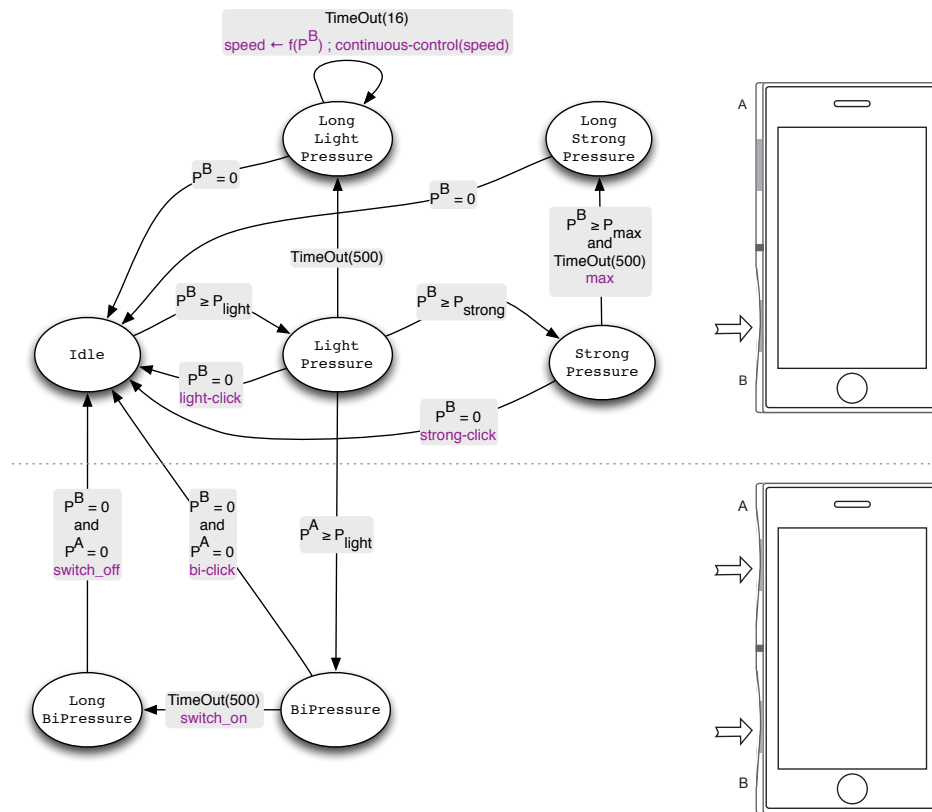 TimeOut(16)
speed ← f(P^B) ; continuous-control(speed)
Long
Light
Pressure
Long
Strong
Pressure
A
P^B = 0
P^B = 0
P^B ≥ P_max
and
TimeOut(500)
max
TimeOut(500)
P^B ≥ P_light
P^B ≥ P_strong
Idle
Light
Pressure
Strong
Pressure
P^B = 0
light-click
P^B = 0
strong-click
B
P^B = 0
and
P^A = 0
switch_off
P^B = 0
and
P^A = 0
bi-click
P^A ≥ P_light
A
Long
BiPressure
TimeOut(500)
switch_on
BiPressure
B